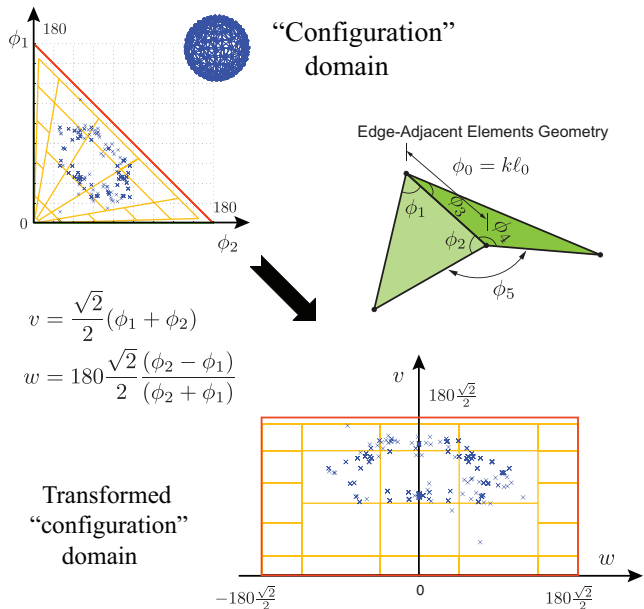 ϕ₁
180
“Configuration”
domain
0
180
ϕ₂
Edge-Adjacent Elements Geometry
ϕ₀ = kℓ₀
ϕ₁
ϕ₃
ϕ₂
ϕ₄
ϕ₅
v = √2/2 (ϕ₁ + ϕ₂)
w = 180 √2/2 (ϕ₂ − ϕ₁)/(ϕ₂ + ϕ₁)
v
180 √2/2
Transformed
“configuration”
domain
w
−180 √2/2
0
180 √2/2